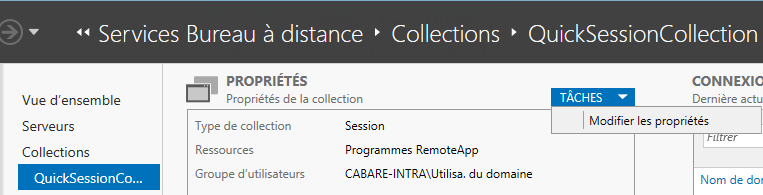 Services Bureau à distance Collections QuickSessionCollection
Vue d'ensemble
Serveurs
Collections
QuickSessionCo...
PROPRIÉTÉS
Propriétés de la collection
TÂCHES
Modifier les propriétés
Type de collection Session
Ressources Programmes RemoteApp
Groupe d'utilisateurs CABARE-INTRA\Utilisa. du domaine
CONNEXIO
Dernière actu
Filtrer
Nom de do